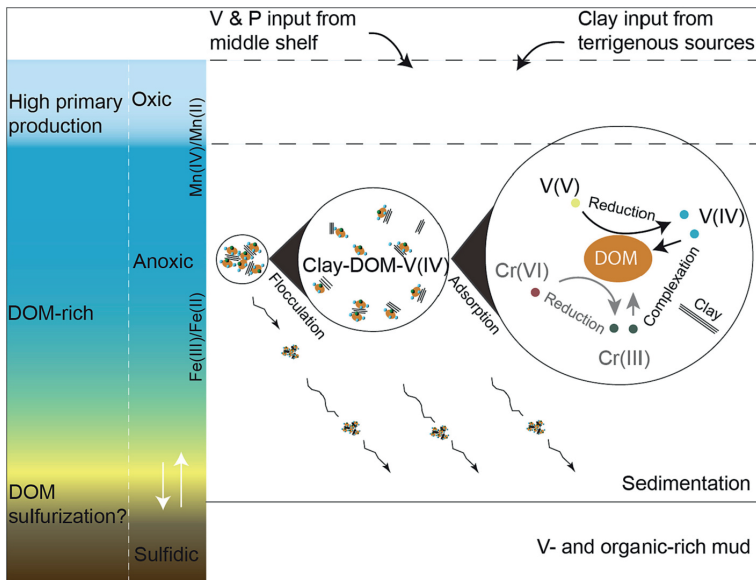 V & P input from
middle shelf
Clay input from
terrigenous sources
High primary
production
Oxic
Mn(IV)/Mn(II)
Anoxic
DOM-rich
Fe(III)/Fe(II)
DOM
sulfurization?
Sulfidic
Clay-DOM-V(IV)
Flocculation
Adsorption
V(V)
Reduction
V(IV)
DOM
Cr(VI)
Reduction
Cr(III)
Complexation
Clay
Sedimentation
V- and organic-rich mud